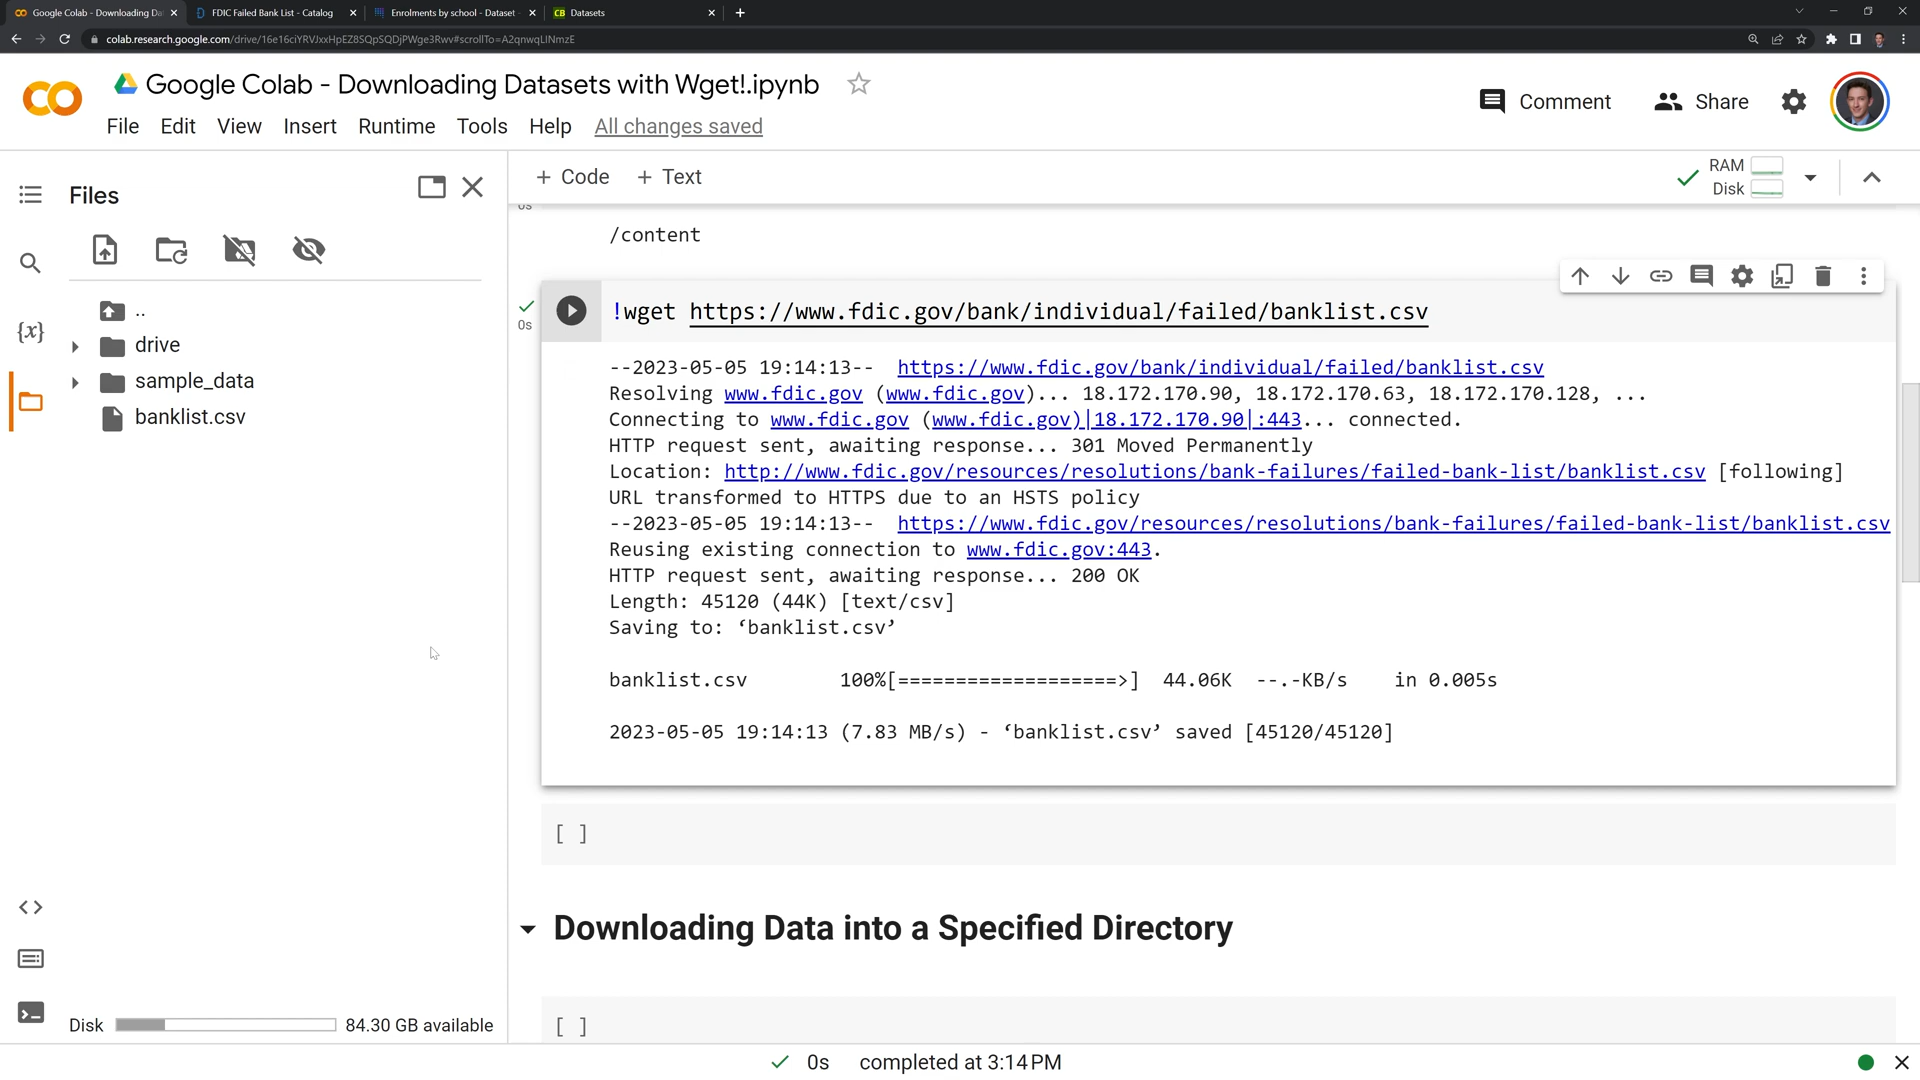 Google Colab - Downloading Da
FDIC Failed Bank List - Catalog
Enrolments by school - Dataset -
CB Datasets
colab.research.google.com/drive/16e16ciYRVJxxHpEZ8SQpSQDjPWge3Rwv#scrollTo=A2qnwqLINmzE
Google Colab - Downloading Datasets with Wget!.ipynb
File Edit View Insert Runtime Tools Help All changes saved
Comment
Share
Files
+ Code + Text
RAM
Disk
0s
/content
..
drive
sample_data
banklist.csv
{x}
0s
!wget https://www.fdic.gov/bank/individual/failed/banklist.csv
--2023-05-05 19:14:13-- https://www.fdic.gov/bank/individual/failed/banklist.csv
Resolving www.fdic.gov (www.fdic.gov)... 18.172.170.90, 18.172.170.63, 18.172.170.128, ...
Connecting to www.fdic.gov (www.fdic.gov)|18.172.170.90|:443... connected.
HTTP request sent, awaiting response... 301 Moved Permanently
Location: http://www.fdic.gov/resources/resolutions/bank-failures/failed-bank-list/banklist.csv [following]
URL transformed to HTTPS due to an HSTS policy
--2023-05-05 19:14:13-- https://www.fdic.gov/resources/resolutions/bank-failures/failed-bank-list/banklist.csv
Reusing existing connection to www.fdic.gov:443.
HTTP request sent, awaiting response... 200 OK
Length: 45120 (44K) [text/csv]
Saving to: ‘banklist.csv’
banklist.csv 100%[===================>] 44.06K --.-KB/s in 0.005s
2023-05-05 19:14:13 (7.83 MB/s) - ‘banklist.csv’ saved [45120/45120]
[ ]
Downloading Data into a Specified Directory
[ ]
Disk 84.30 GB available
0s completed at 3:14 PM